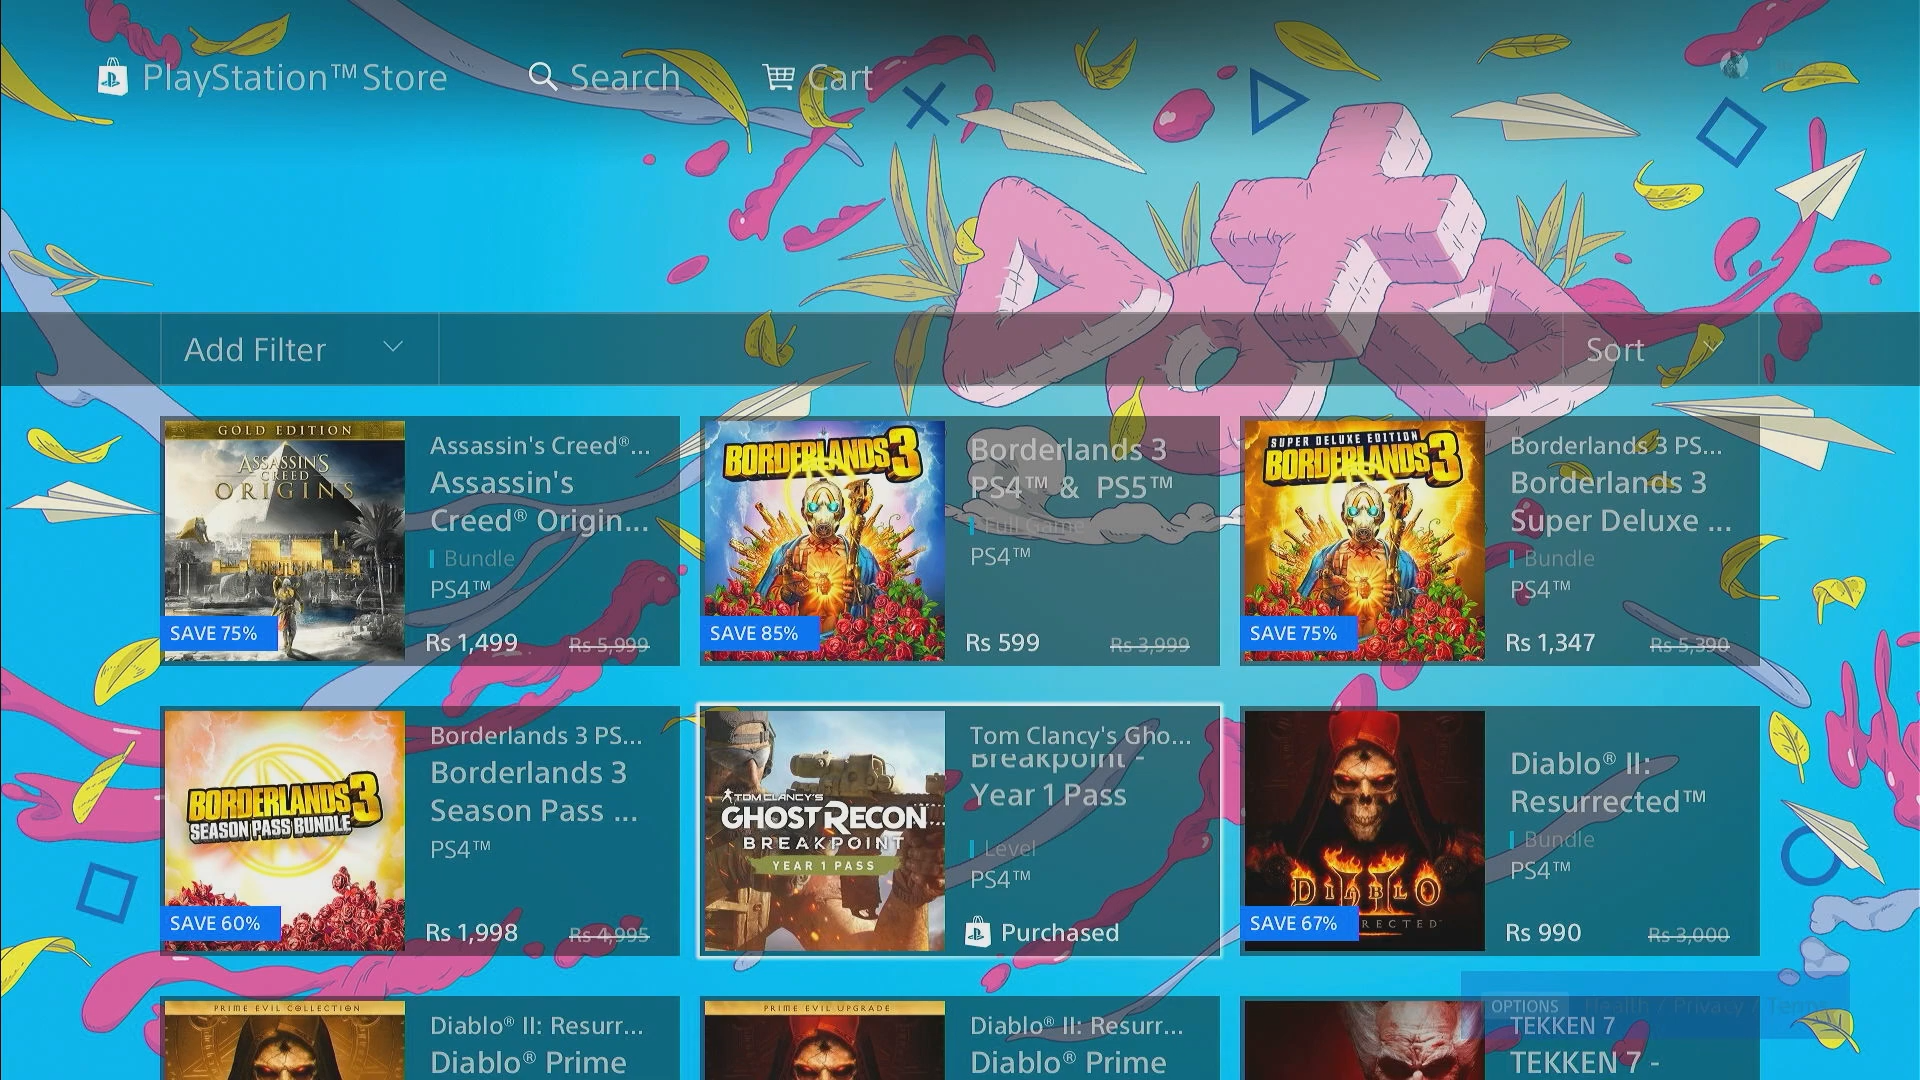 PlayStation™Store
Search
Cart
Add Filter
Sort
GOLD EDITION
ASSASSIN'S
CREED
ORIGINS
SAVE 75%
Assassin's Creed®...
Assassin's
Creed® Origin...
Bundle
PS4™
Rs 1,499
Rs 5,999
BORDERLANDS 3
SAVE 85%
Borderlands 3
PS4™ & PS5™
Full Game
PS4™
Rs 599
Rs 3,999
SUPER DELUXE EDITION
BORDERLANDS 3
SAVE 75%
Borderlands 3 PS...
Borderlands 3
Super Deluxe ...
Bundle
PS4™
Rs 1,347
Rs 5,390
BORDERLANDS 3
SEASON PASS BUNDLE
SAVE 60%
Borderlands 3 PS...
Borderlands 3
Season Pass ...
PS4™
Rs 1,998
Rs 4,995
TOM CLANCY'S
GHOST RECON
BREAKPOINT
YEAR 1 PASS
Tom Clancy's Gho...
Breakpoint -
Year 1 Pass
Level
PS4™
Purchased
DIABLO
II
RECTED
SAVE 67%
Diablo® II:
Resurrected™
Bundle
PS4™
Rs 990
Rs 3,000
PRIME EVIL COLLECTION
Diablo® II: Resurr...
Diablo® Prime
PRIME EVIL UPGRADE
Diablo® II: Resurr...
Diablo® Prime
OPTIONS Health / Privacy / Terms
TEKKEN 7
TEKKEN 7 -